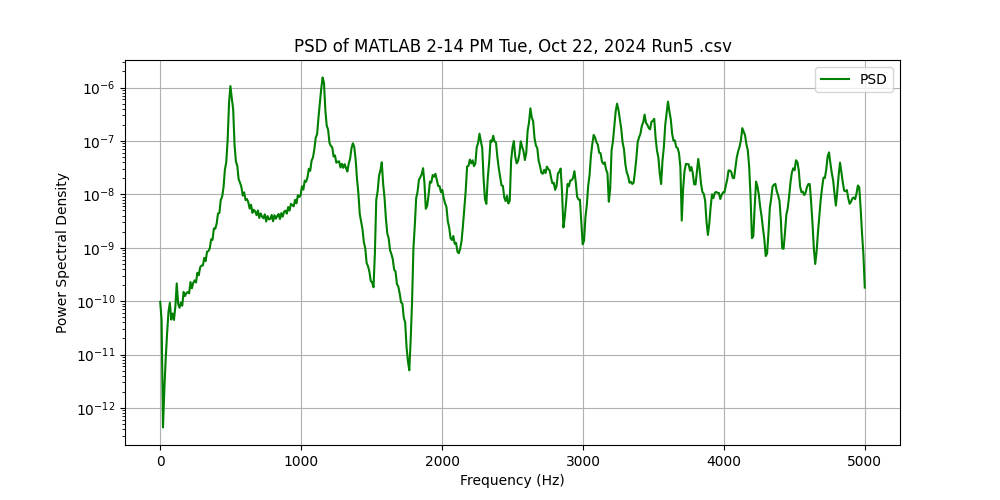 PSD of MATLAB 2-14 PM Tue, Oct 22, 2024 Run5 .csv
PSD
Power Spectral Density
10⁻⁶
10⁻⁷
10⁻⁸
10⁻⁹
10⁻¹⁰
10⁻¹¹
10⁻¹²
0 1000 2000 3000 4000 5000
Frequency (Hz)